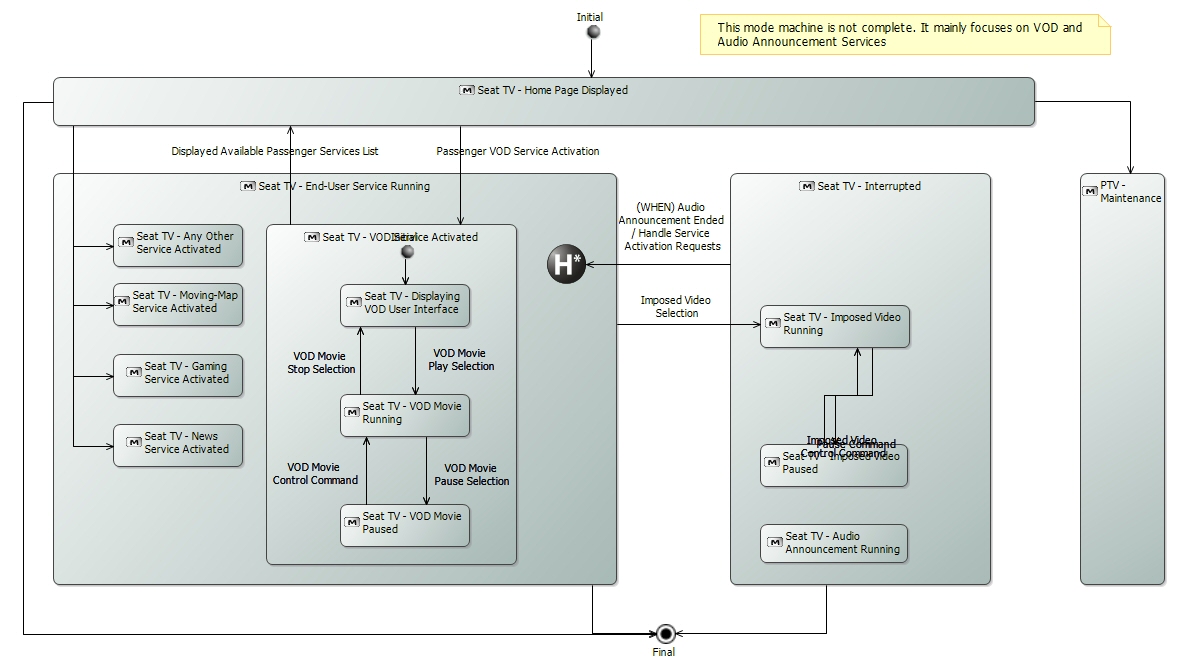 Initial
This mode machine is not complete. It mainly focuses on VOD and
Audio Announcement Services
M Seat TV - Home Page Displayed
Displayed Available Passenger Services List
Passenger VOD Service Activation
M Seat TV - End-User Service Running
M Seat TV - Any Other
Service Activated
M Seat TV - Moving-Map
Service Activated
M Seat TV - Gaming
Service Activated
M Seat TV - News
Service Activated
M Seat TV - VOD Service Activated
Initial
M Seat TV - Displaying
VOD User Interface
VOD Movie
Stop Selection
VOD Movie
Play Selection
M Seat TV - VOD Movie
Running
VOD Movie
Control Command
VOD Movie
Pause Selection
M Seat TV - VOD Movie
Paused
H*
(WHEN) Audio
Announcement Ended
/ Handle Service
Activation Requests
Imposed Video
Selection
M Seat TV - Interrupted
M Seat TV - Imposed Video
Running
Imposed Video
Control Command
Pause Command
M Seat TV - Imposed Video
Paused
M Seat TV - Audio
Announcement Running
M PTV -
Maintenance
Final